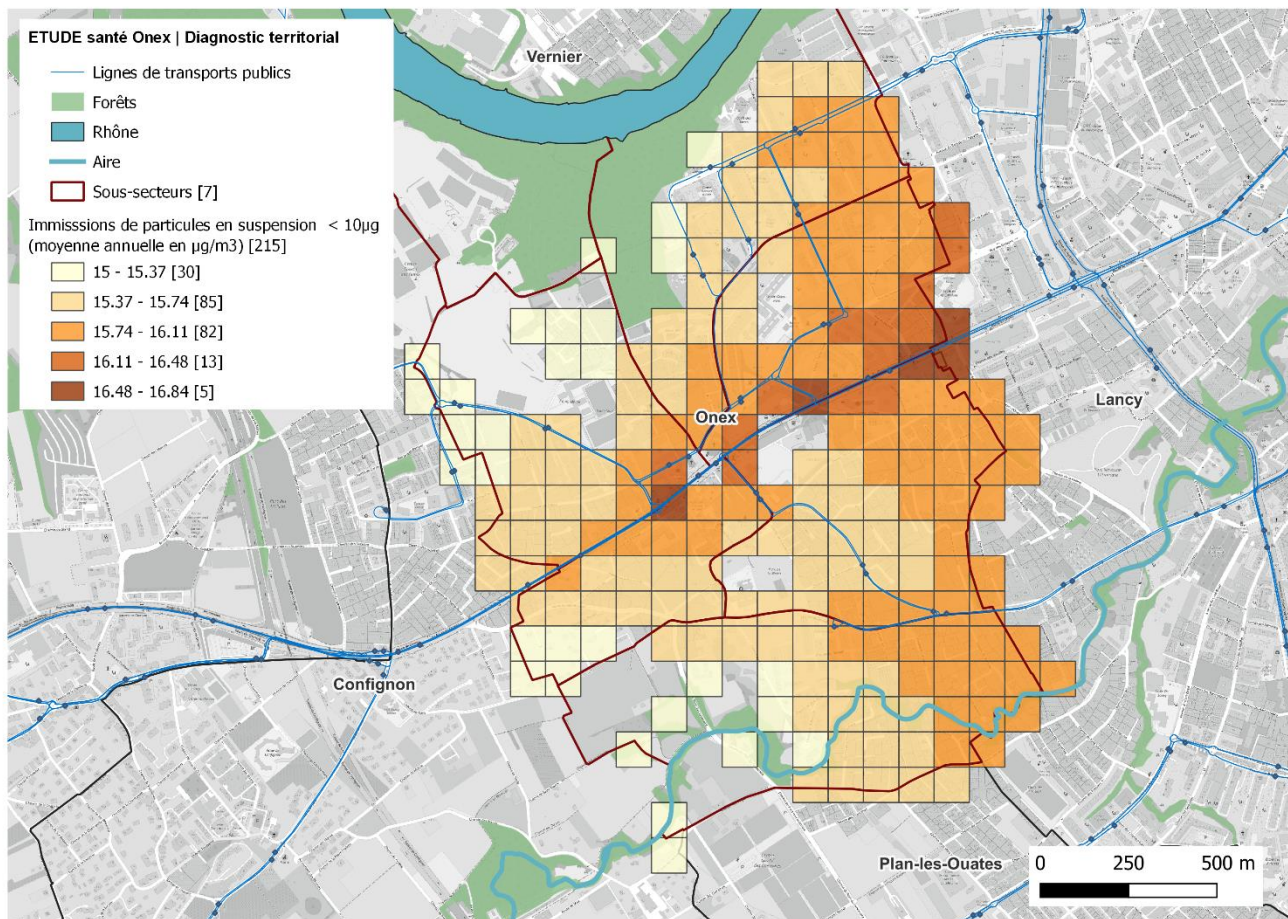 ETUDE santé Onex | Diagnostic territorial
Lignes de transports publics
Forêts
Rhône
Aire
Sous-secteurs [7]
Immisssions de particules en suspension < 10µg
(moyenne annuelle en µg/m3) [215]
15 - 15.37 [30]
15.37 - 15.74 [85]
15.74 - 16.11 [82]
16.11 - 16.48 [13]
16.48 - 16.84 [5]
Vernier
Onex
Lancy
Confignon
Plan-les-Ouates
0 250 500 m